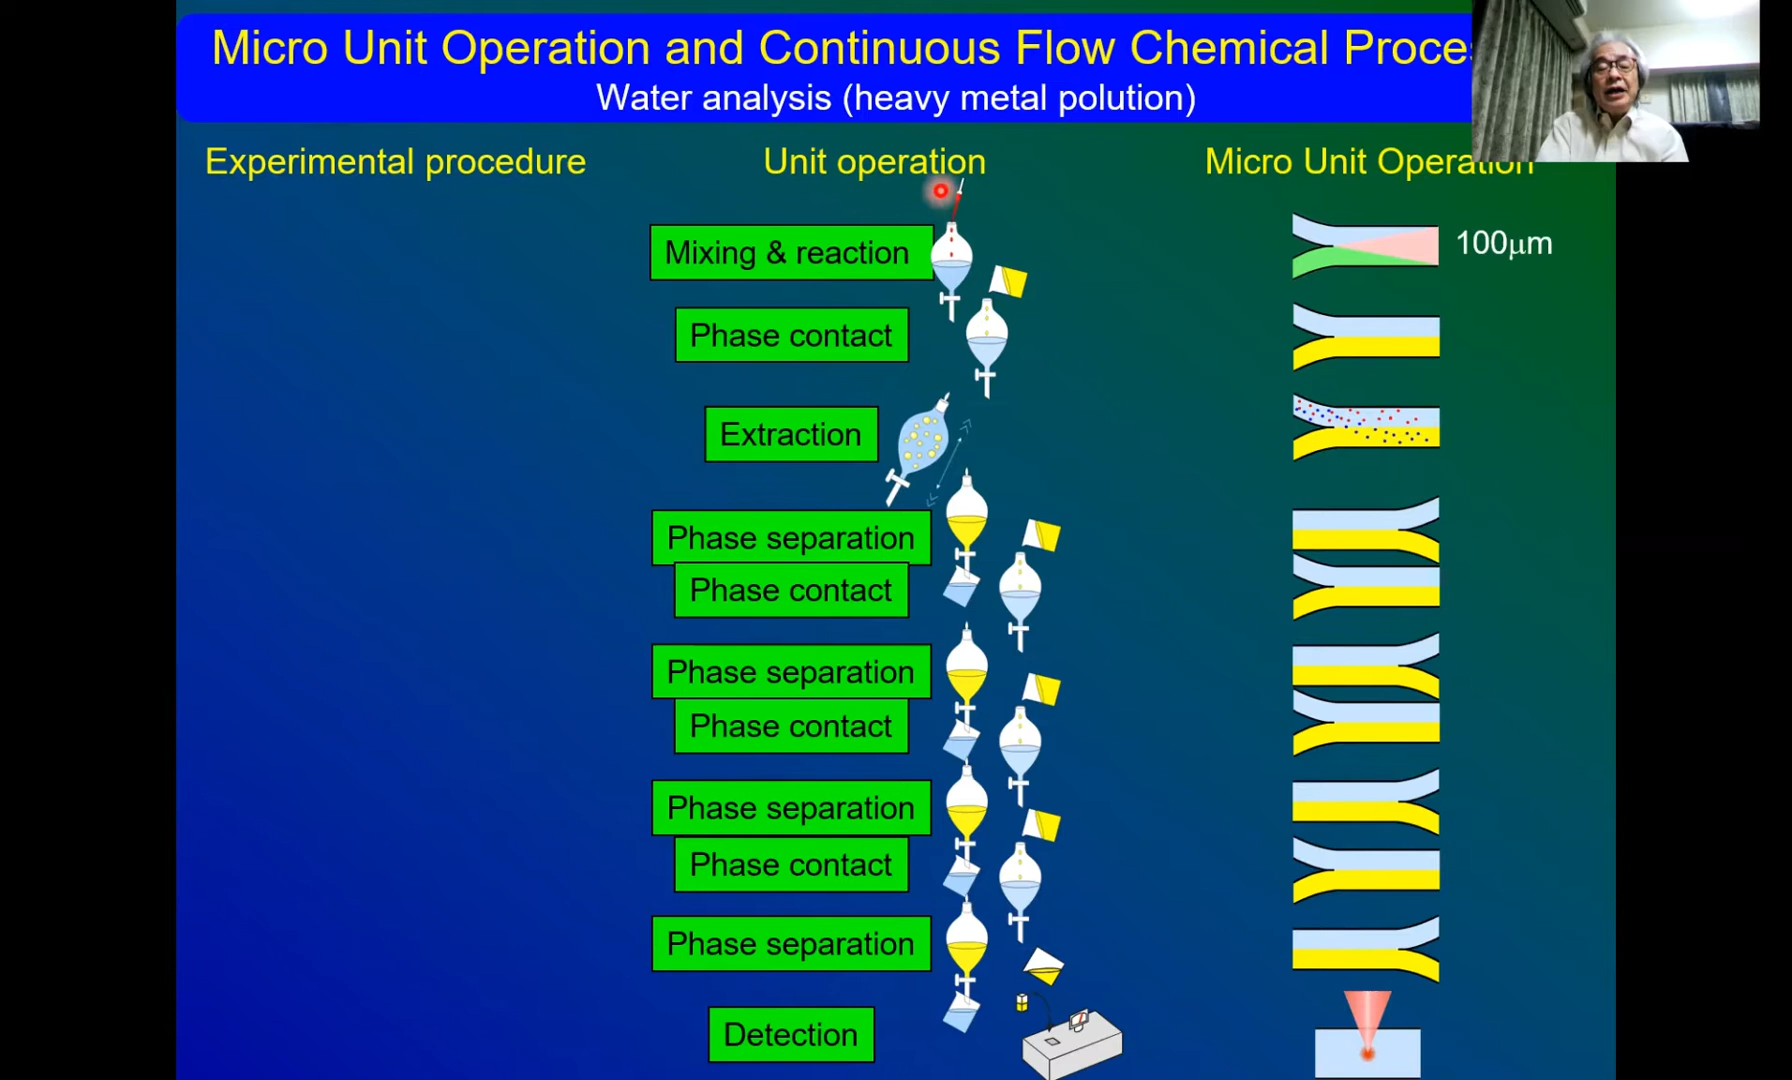 Micro Unit Operation and Continuous Flow Chemical Proce
Water analysis (heavy metal polution)
Experimental procedure
Unit operation
Micro Unit Operation
Mixing & reaction
100μm
Phase contact
Extraction
Phase separation
Phase contact
Phase separation
Phase contact
Phase separation
Phase contact
Phase separation
Detection